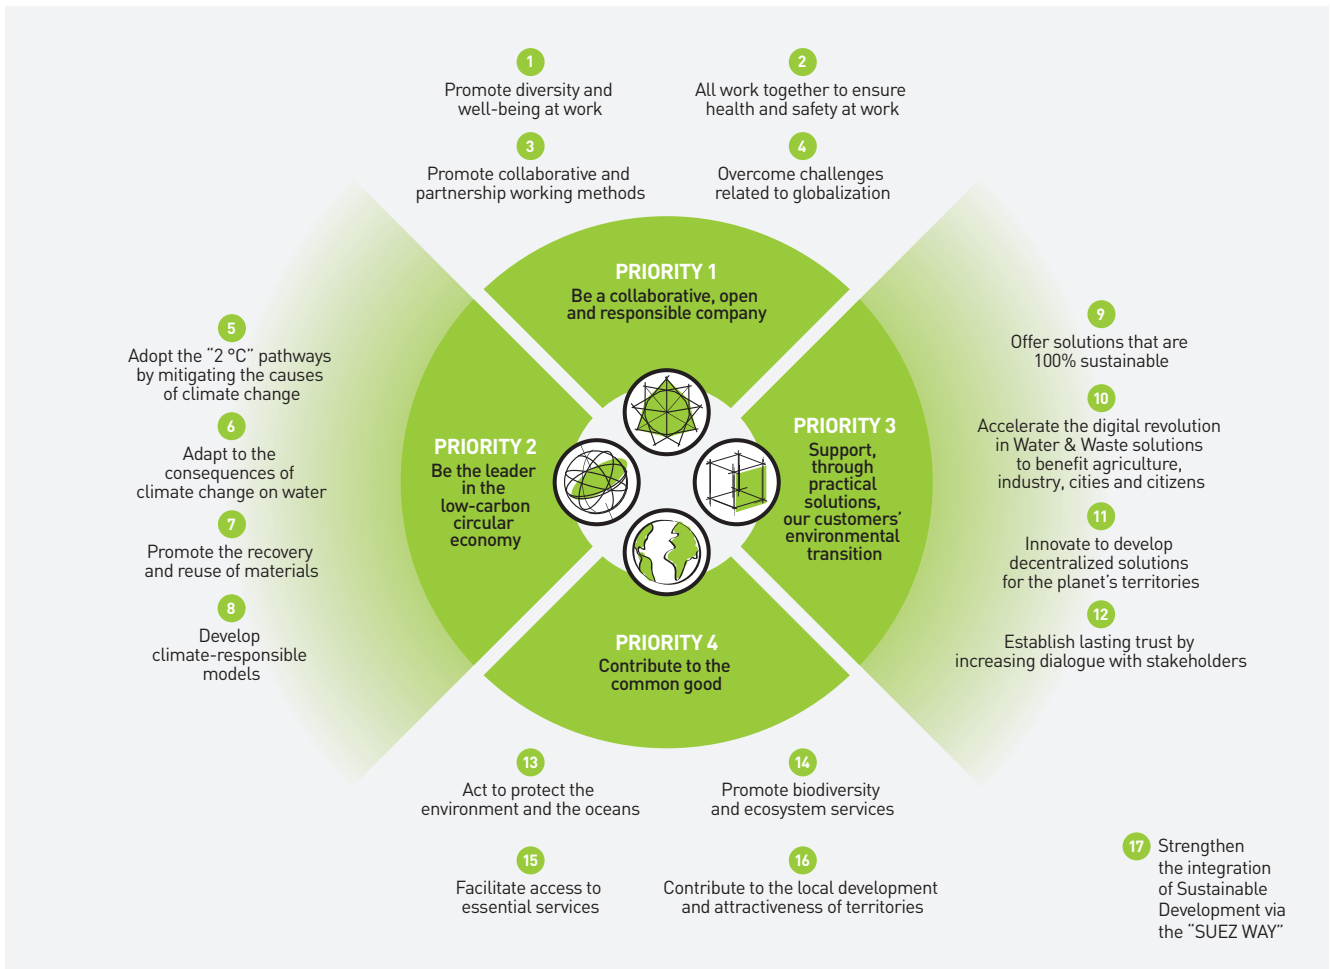 1
Promote diversity and
well-being at work
2
All work together to ensure
health and safety at work
3
Promote collaborative and
partnership working methods
4
Overcome challenges
related to globalization
PRIORITY 1
Be a collaborative, open
and responsible company
5
Adopt the “2 °C” pathways
by mitigating the causes
of climate change
6
Adapt to the
consequences of
climate change on water
7
Promote the recovery
and reuse of materials
8
Develop
climate-responsible
models
PRIORITY 2
Be the leader
in the
low-carbon
circular
economy
PRIORITY 3
Support,
through
practical
solutions,
our customers’
environmental
transition
9
Offer solutions that are
100% sustainable
10
Accelerate the digital revolution
in Water & Waste solutions
to benefit agriculture,
industry, cities and citizens
11
Innovate to develop
decentralized solutions
for the planet’s territories
12
Establish lasting trust by
increasing dialogue with stakeholders
PRIORITY 4
Contribute to the
common good
13
Act to protect the
environment and the oceans
14
Promote biodiversity
and ecosystem services
15
Facilitate access to
essential services
16
Contribute to the local development
and attractiveness of territories
17 Strengthen
the integration
of Sustainable
Development via
the “SUEZ WAY”